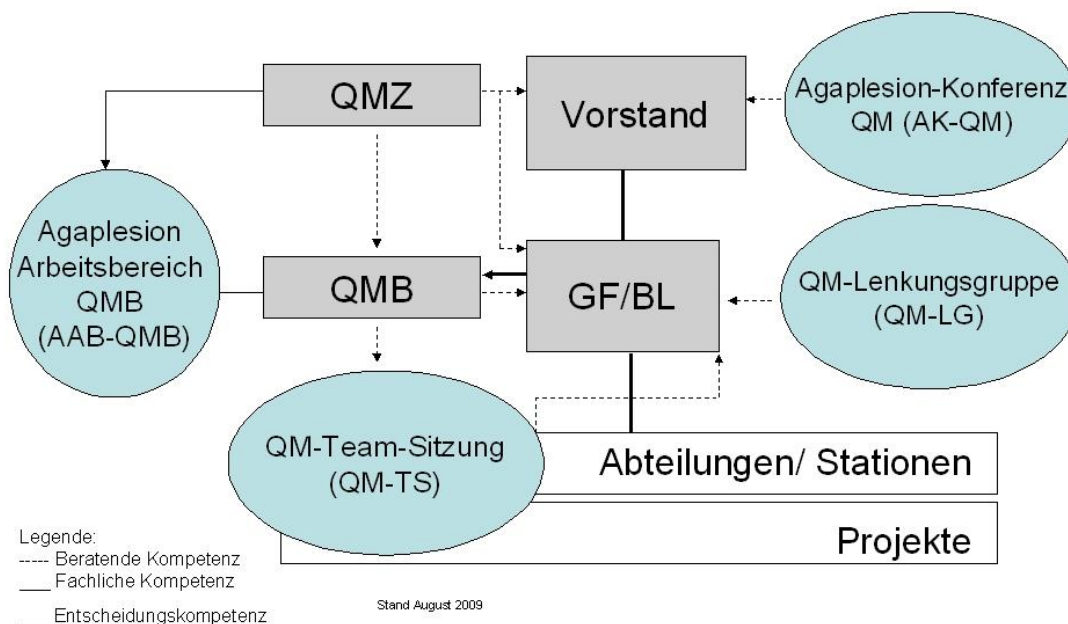 QMZ
Vorstand
Agaplesion-Konferenz
QM (AK-QM)
Agaplesion
Arbeitsbereich
QMB
(AAB-QMB)
QMB
GF/BL
QM-Lenkungsgruppe
(QM-LG)
QM-Team-Sitzung
(QM-TS)
Abteilungen/ Stationen
Projekte
Legende:
----- Beratende Kompetenz
___ Fachliche Kompetenz
___ Entscheidungskompetenz
Stand August 2009